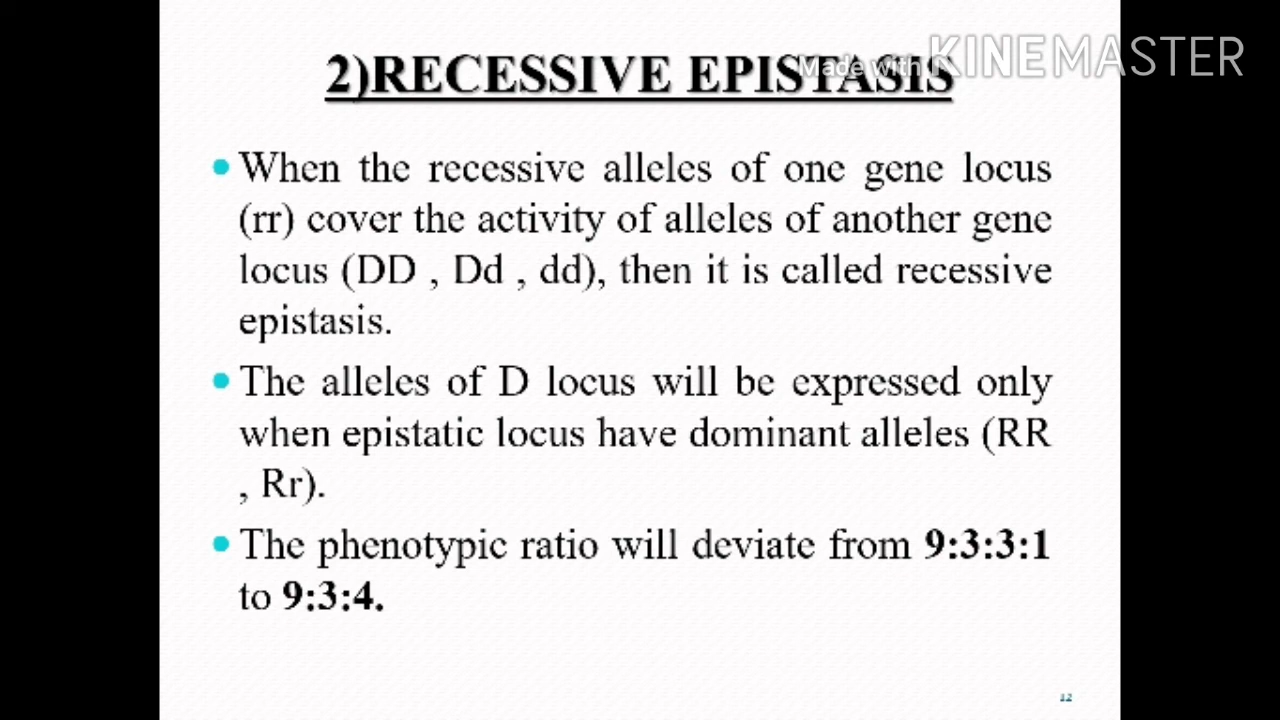 Made with KINEMASTER
2)RECESSIVE EPISTASIS
When the recessive alleles of one gene locus
(rr) cover the activity of alleles of another gene
locus (DD , Dd , dd), then it is called recessive
epistasis.
The alleles of D locus will be expressed only
when epistatic locus have dominant alleles (RR
, Rr).
The phenotypic ratio will deviate from 9:3:3:1
to 9:3:4.
12